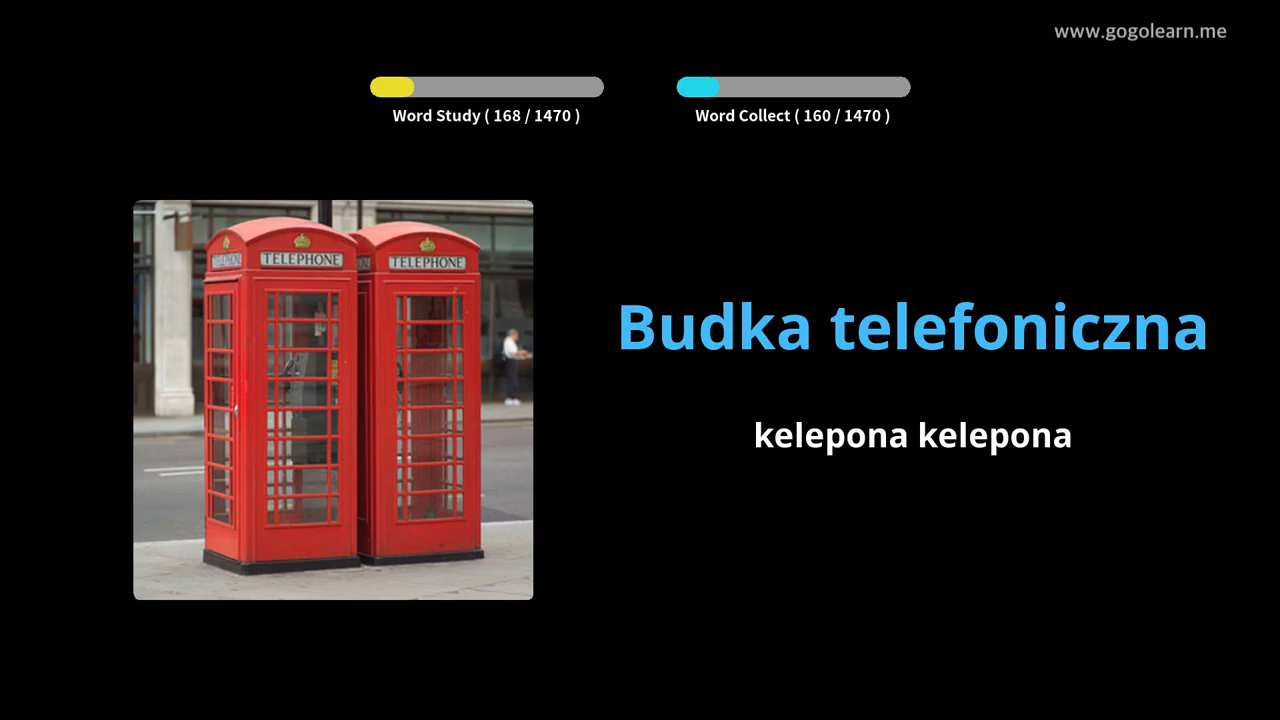 www.gogolearn.me
Word Study ( 168 / 1470 )
Word Collect ( 160 / 1470 )
TELEPHONE
TELEPHONE
Budka telefoniczna
kelepona kelepona